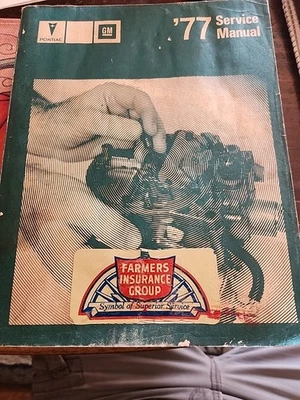 PONTIAC
GM
'77 Service
Manual
FARMERS
INSURANCE
GROUP
Symbol of Superior Service